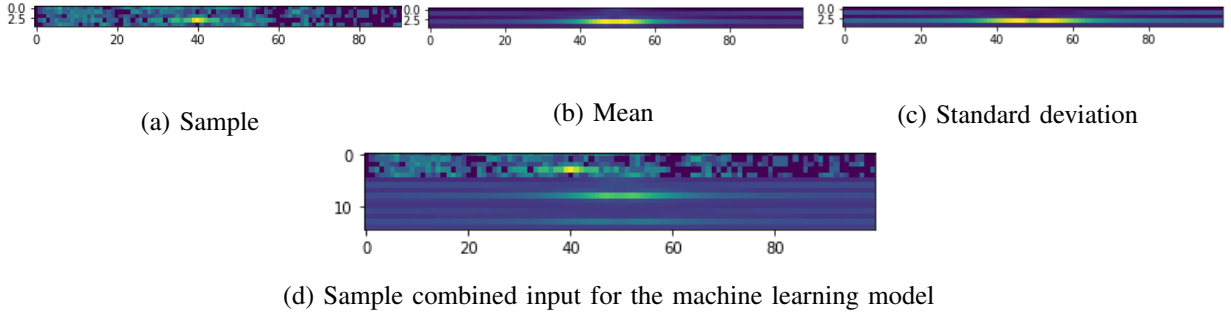 0.0
2.5
0 20 40 60 80
0.0
2.5
0 20 40 60 80
0.0
2.5
0 20 40 60 80
(a) Sample
(b) Mean
(c) Standard deviation
0
10
0 20 40 60 80
(d) Sample combined input for the machine learning model